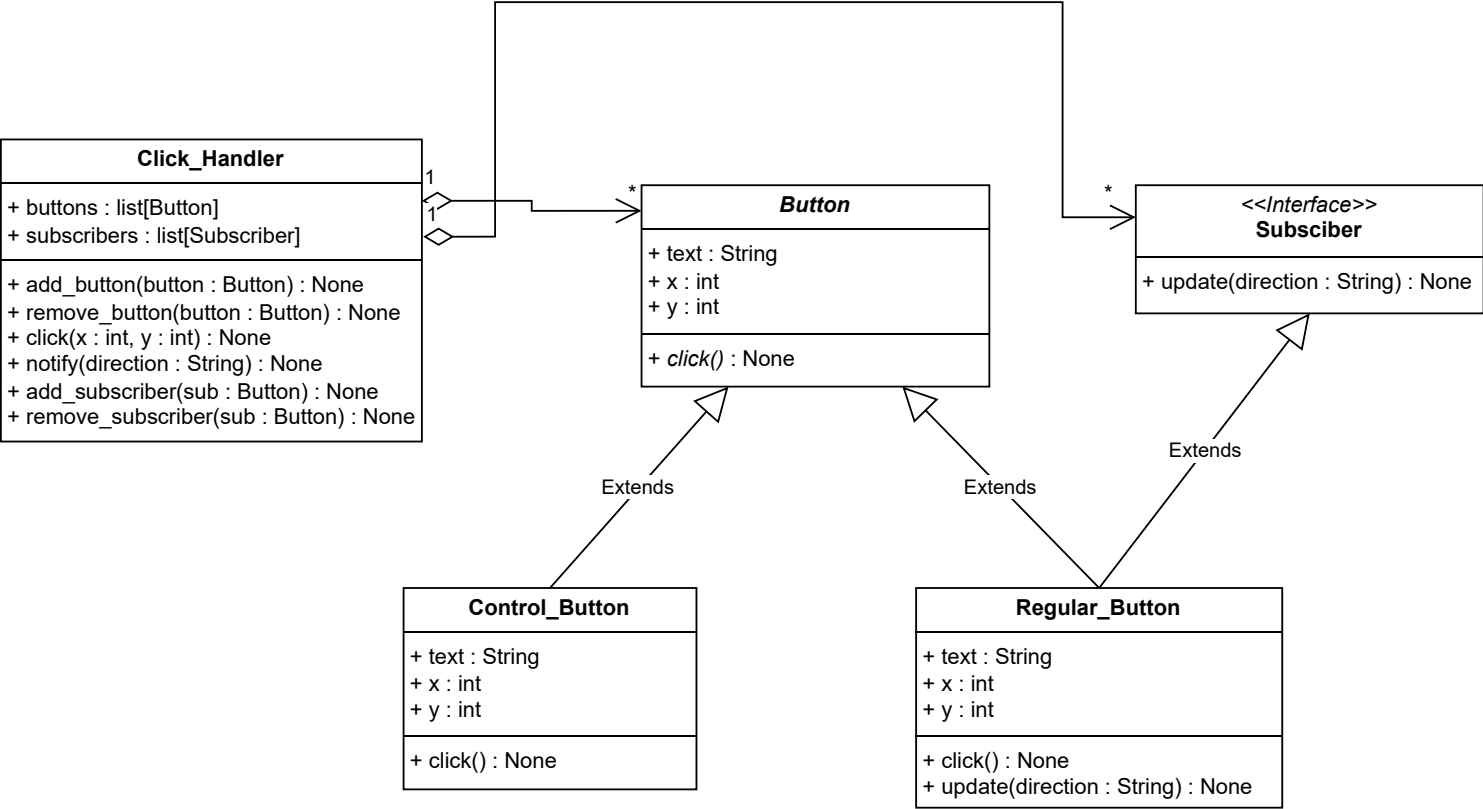 Click_Handler
+ buttons : list[Button]
+ subscribers : list[Subscriber]
+ add_button(button : Button) : None
+ remove_button(button : Button) : None
+ click(x : int, y : int) : None
+ notify(direction : String) : None
+ add_subscriber(sub : Button) : None
+ remove_subscriber(sub : Button) : None
1
1
*
Button
+ text : String
+ x : int
+ y : int
+ click() : None
*
<<Interface>>
Subsciber
+ update(direction : String) : None
Extends
Extends
Extends
Control_Button
+ text : String
+ x : int
+ y : int
+ click() : None
Regular_Button
+ text : String
+ x : int
+ y : int
+ click() : None
+ update(direction : String) : None